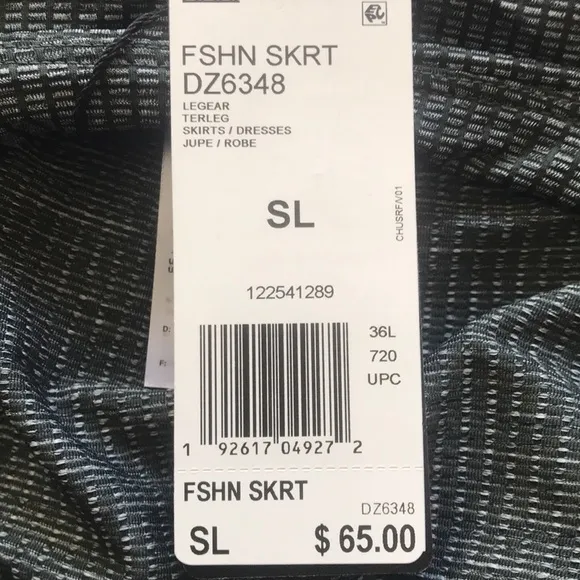 FSHN SKRT
DZ6348
LEGEAR
TERLEG
SKIRTS / DRESSES
JUPE / ROBE
SL
CHUSRF/V01
122541289
36L
720
UPC
1 92617 04927 2
D:
F:
FSHN SKRT
DZ6348
SL $ 65.00